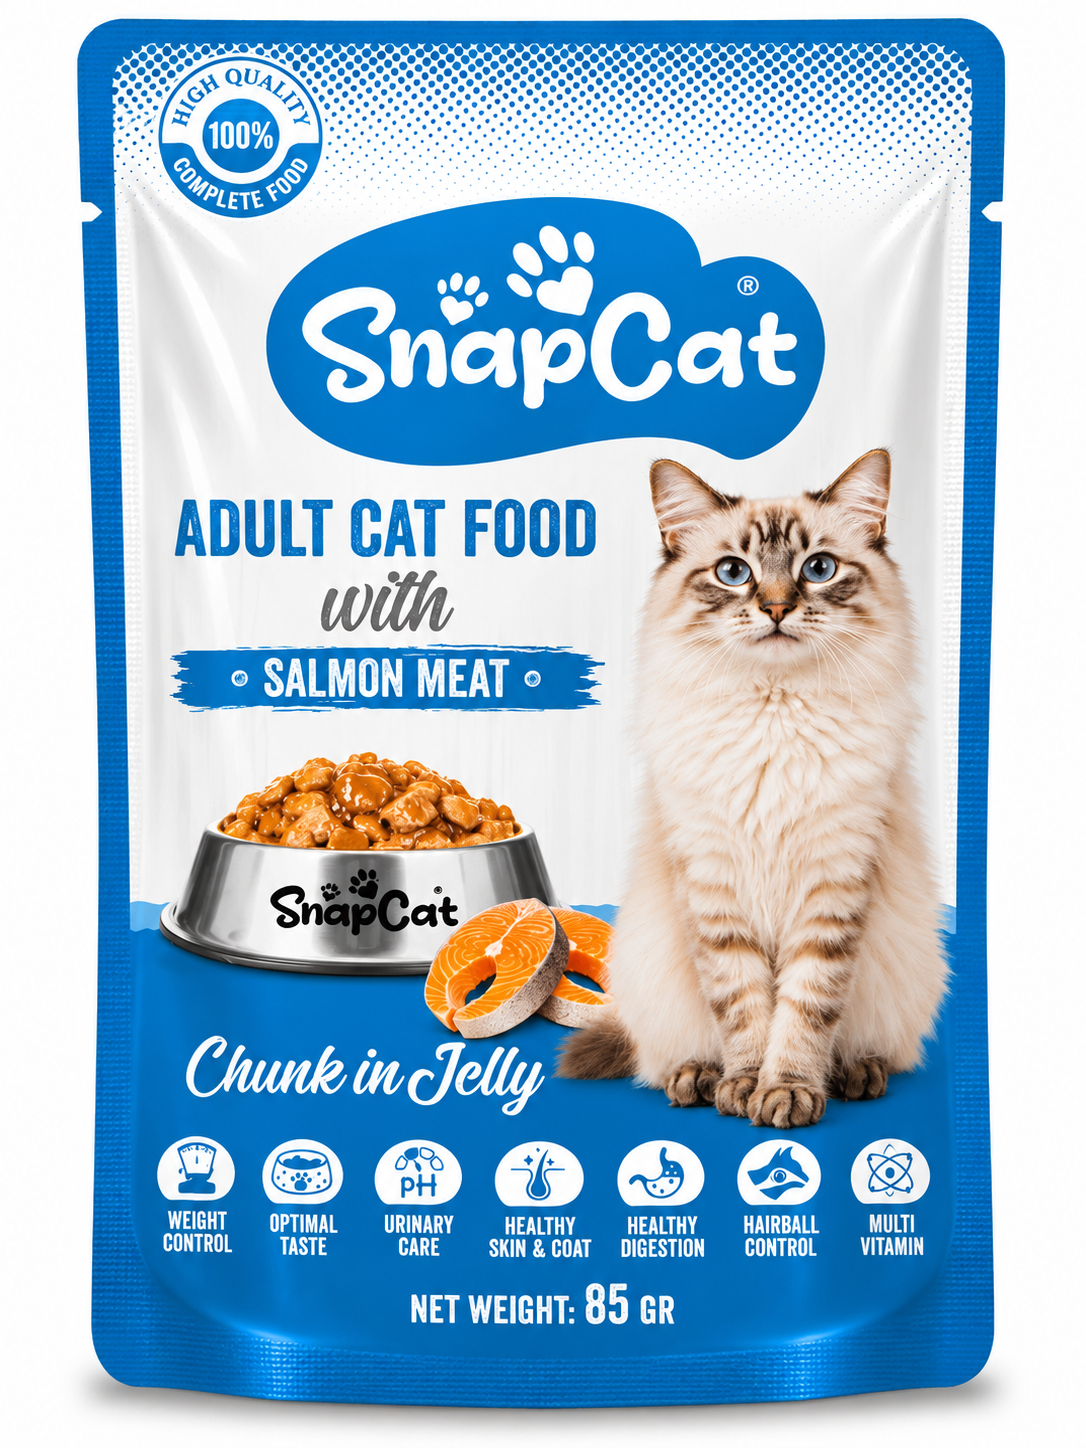 HIGH QUALITY
100%
COMPLETE FOOD
SnapCat®
ADULT CAT FOOD
with
SALMON MEAT
SnapCat®
Chunk in Jelly
pH
WEIGHT
CONTROL
OPTIMAL
TASTE
URINARY
CARE
HEALTHY
SKIN & COAT
HEALTHY
DIGESTION
HAIRBALL
CONTROL
MULTI
VITAMIN
NET WEIGHT: 85 GR